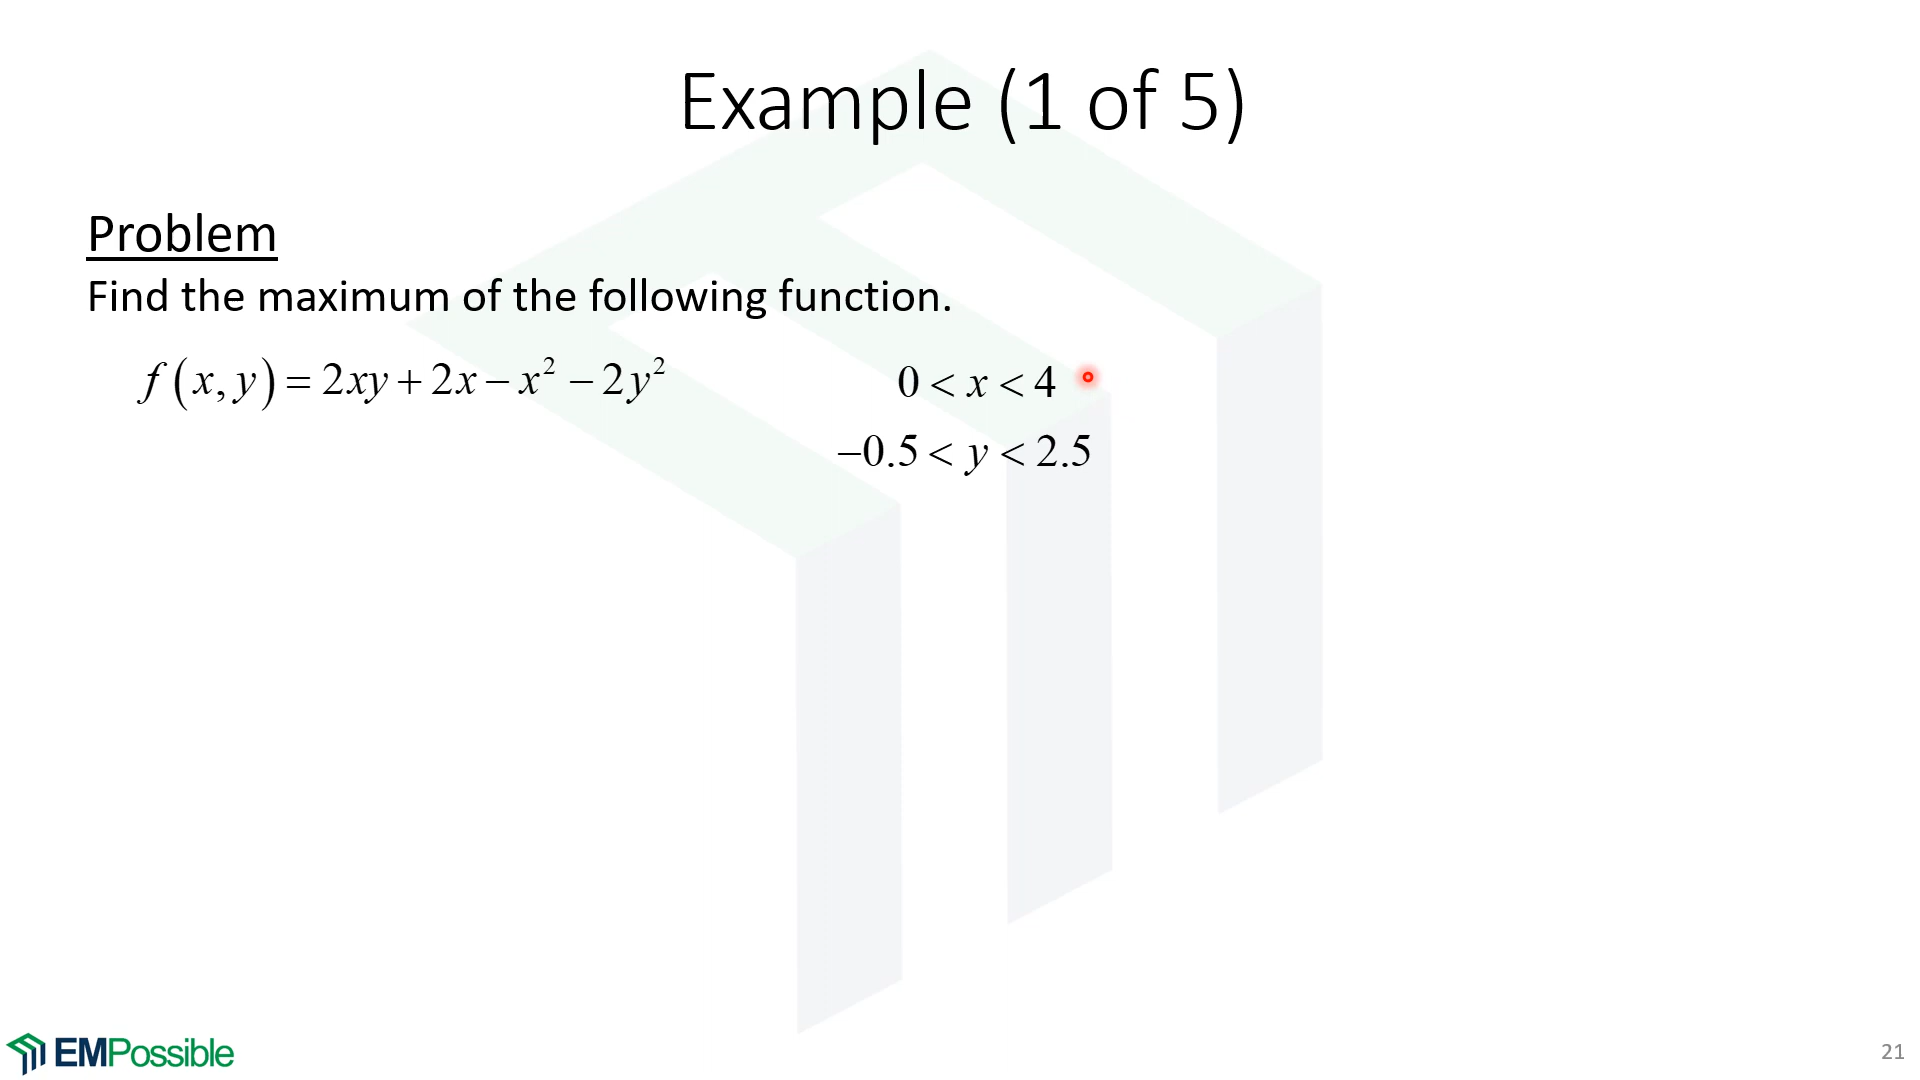 Example (1 of 5)
Problem
Find the maximum of the following function.
f(x, y) = 2xy + 2x − x² − 2y²
0 < x < 4
−0.5 < y < 2.5
EMPossible
21